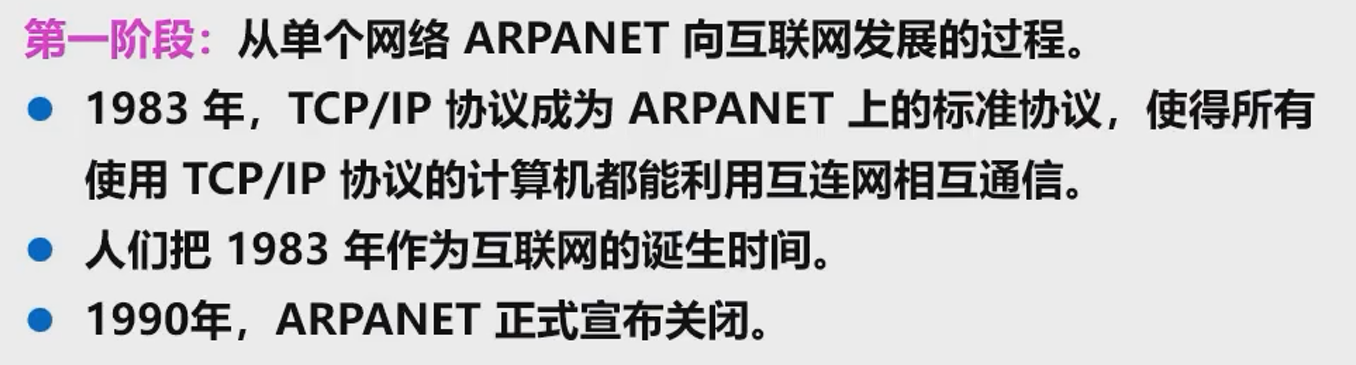 第一阶段：从单个网络 ARPANET 向互联网发展的过程。
● 1983 年，TCP/IP 协议成为 ARPANET 上的标准协议，使得所有
使用 TCP/IP 协议的计算机都能利用互连网相互通信。
● 人们把 1983 年作为互联网的诞生时间。
● 1990年，ARPANET 正式宣布关闭。